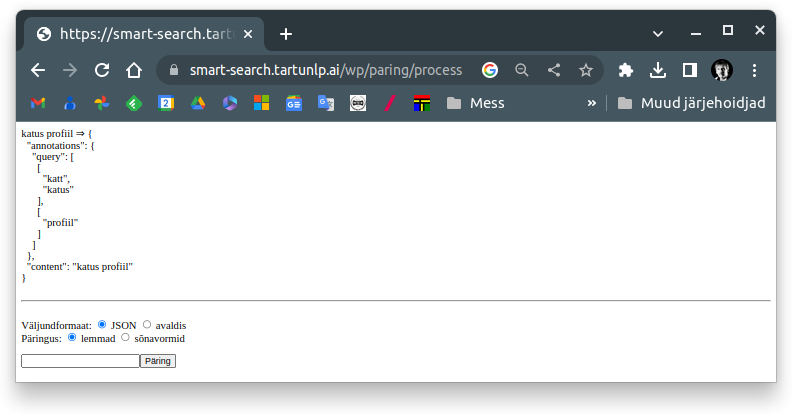 https://smart-search.tart
smart-search.tartunlp.ai/wp/paring/process
Mess
»
Muud järjehoidjad
katus profiil ⇒ {
"annotations": {
"query": [
[
"katt",
"katus"
],
[
"profiil"
]
]
},
"content": "katus profiil"
}
Väljundformaat: JSON avaldis
Päringus: lemmad sõnavormid
Päring